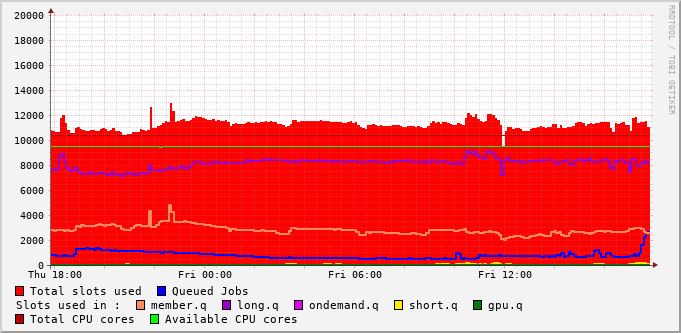 20000
18000
16000
14000
12000
10000
8000
6000
4000
2000
0
Thu 18:00 Fri 00:00 Fri 06:00 Fri 12:00
Total slots used Queued Jobs
Slots used in : member.q long.q ondemand.q short.q gpu.q
Total CPU cores Available CPU cores
RRDTOOL / TOBI OETIKER